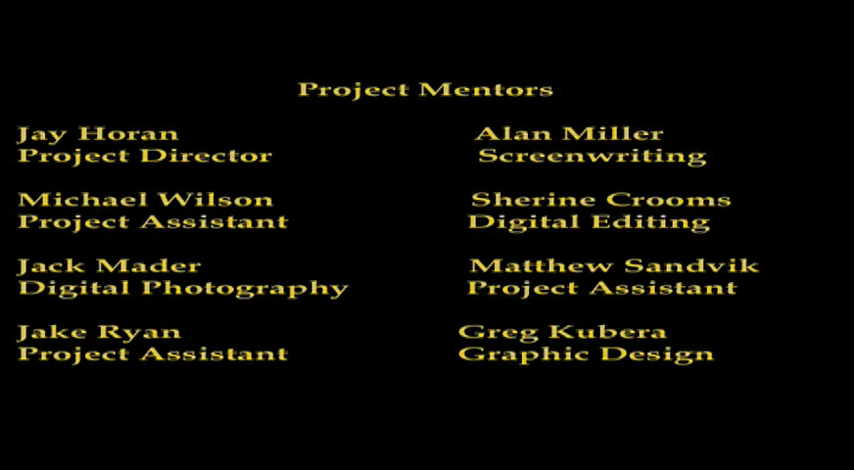 Project Mentors
Jay Horan
Project Director
Michael Wilson
Project Assistant
Jack Mader
Digital Photography
Jake Ryan
Project Assistant
Alan Miller
Screenwriting
Sherine Crooms
Digital Editing
Matthew Sandvik
Project Assistant
Greg Kubera
Graphic Design